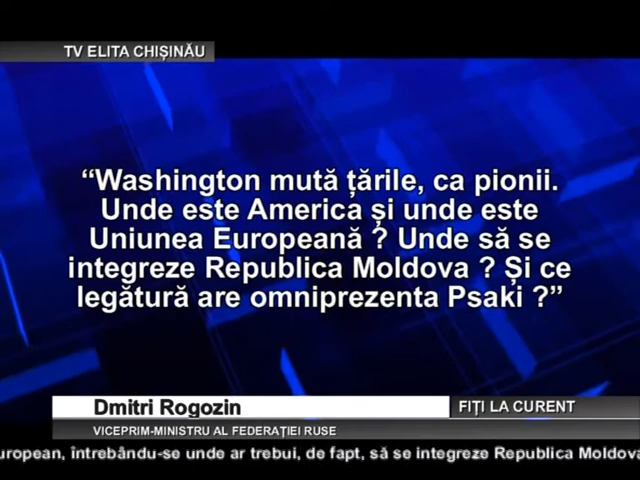 TV ELITA CHIȘINĂU
“Washington mută țările, ca pionii.
Unde este America și unde este
Uniunea Europeană ? Unde să se
integreze Republica Moldova ? Și ce
legătură are omniprezenta Psaki ?”
Dmitri Rogozin
FIȚI LA CURENT
VICEPRIM-MINISTRU AL FEDERAȚIEI RUSE
uropean, întrebându-se unde ar trebui, de fapt, să se integreze Republica Moldova